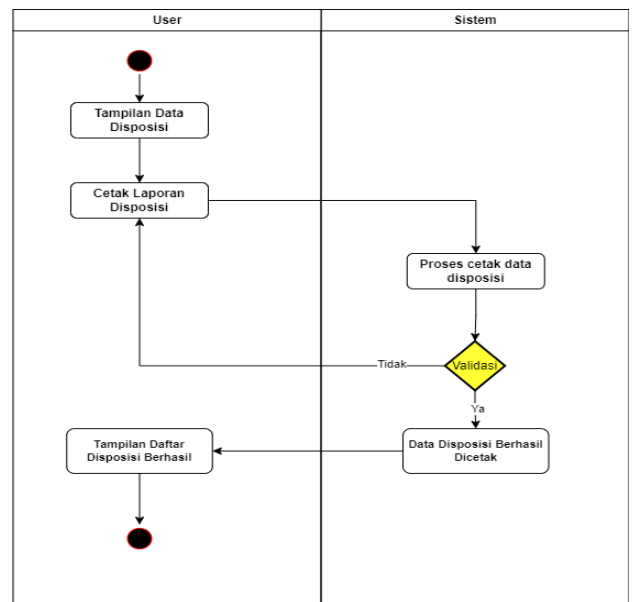 User
Sistem
Tampilan Data
Disposisi
Cetak Laporan
Disposisi
Proses cetak data
disposisi
Validasi
Tidak
Ya
Data Disposisi Berhasil
Dicetak
Tampilan Daftar
Disposisi Berhasil